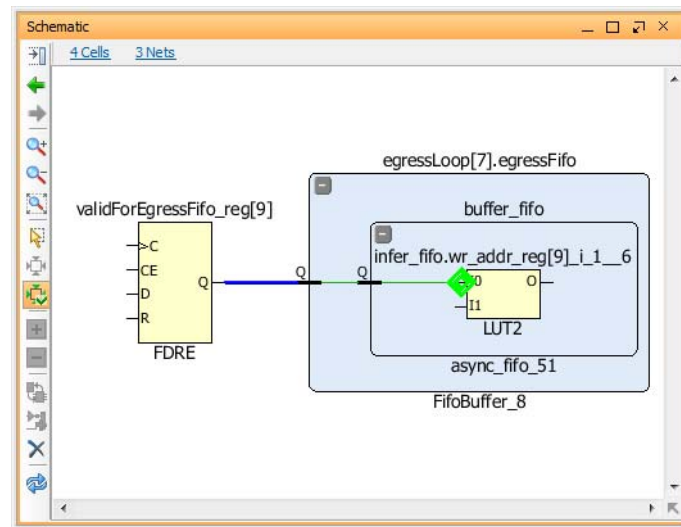 Schematic
4 Cells 3 Nets
egressLoop[7].egressFifo
validForEgressFifo_reg[9]
buffer_fifo
infer_fifo.wr_addr_reg[9]_i_1__6
C
CE
D
R
Q
Q
Q
O
I1
LUT2
FDRE
async_fifo_51
FifoBuffer_8